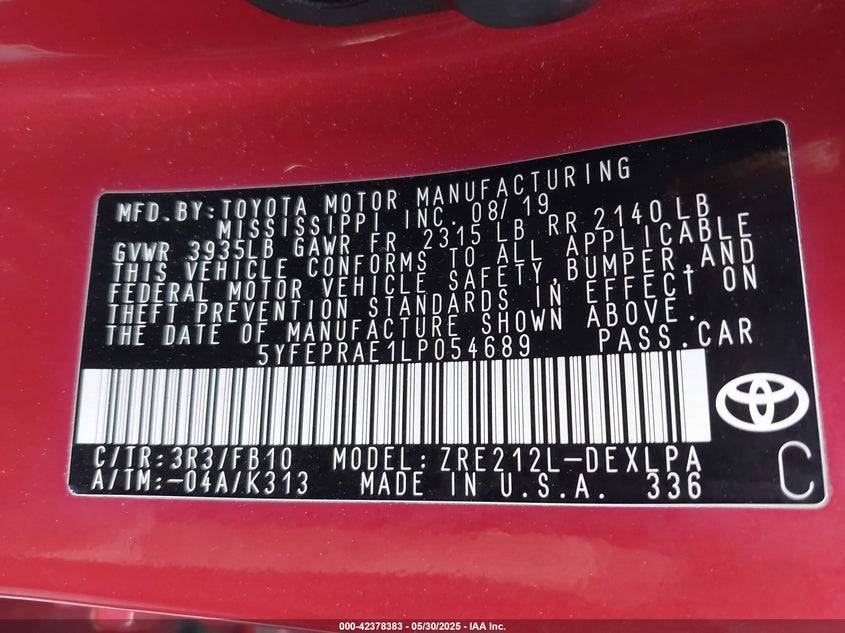 MFD.BY:TOYOTA MOTOR MANUFACTURING
MISSISSIPPI INC. 08/19
GVWR 3935LB GAWR FR 2315 LB RR 2140 LB
THIS VEHICLE CONFORMS TO ALL APPLICABLE
FEDERAL MOTOR VEHICLE SAFETY,BUMPER,AND
THEFT PREVENTION STANDARDS IN EFFECT ON
THE DATE OF MANUFACTURE SHOWN ABOVE.
5YFEPRAE1LP054689 PASS.CAR
C/TR:3R3/FB10 MODEL:ZRE212L-DEXLPA
A/TM:-04A/K313 MADE IN U.S.A. 336
C
000-42378383 - 05/30/2025 - IAA Inc.